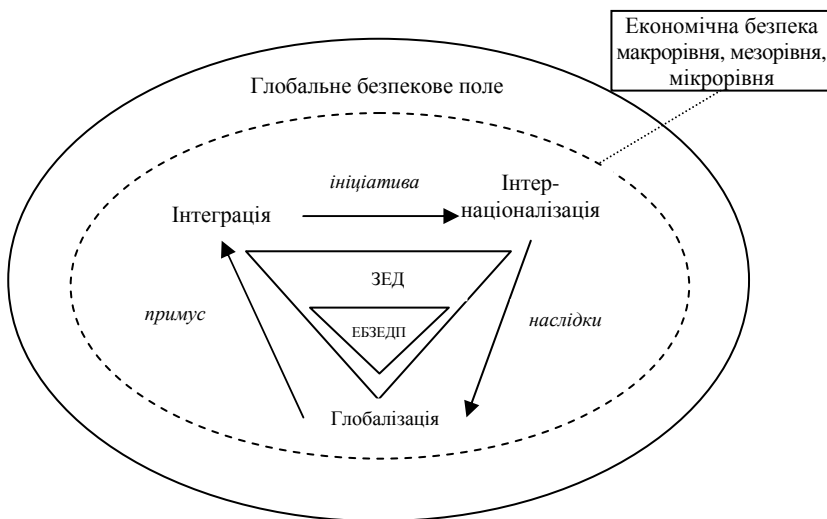 Економічна безпека
макрорівня, мезорівня,
мікрорівня
Глобальне безпекове поле
ініціатива
Інтер-
націоналізація
Інтеграція
ЗЕД
примус
наслідки
ЕБЗЕДП
Глобалізація